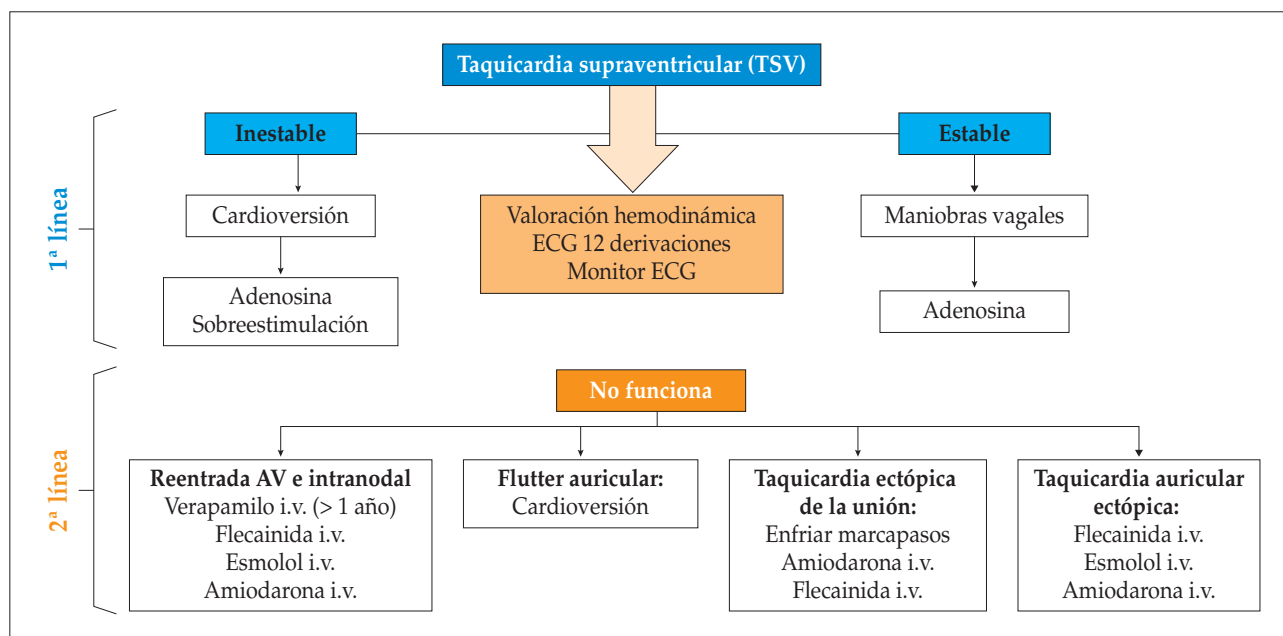 Taquicardia supraventricular (TSV)
1ª línea
Inestable
Estable
Cardioversión
Valoración hemodinámica
ECG 12 derivaciones
Monitor ECG
Maniobras vagales
Adenosina
Sobreestimulación
Adenosina
2ª línea
No funciona
Reentrada AV e intranodal
Verapamilo i.v. (> 1 año)
Flecainida i.v.
Esmolol i.v.
Amiodarona i.v.
Flutter auricular:
Cardioversión
Taquicardia ectópica
de la unión:
Enfriar marcapasos
Amiodarona i.v.
Flecainida i.v.
Taquicardia auricular
ectópica:
Flecainida i.v.
Esmolol i.v.
Amiodarona i.v.